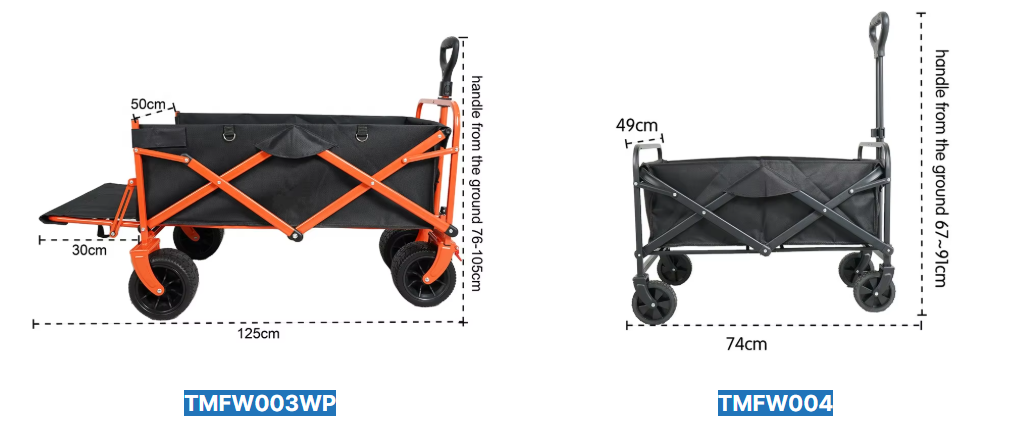 50cm
handle from the ground 76-105cm
30cm
125cm
49cm
handle from the ground 67~91cm
74cm
TMFW003WP
TMFW004